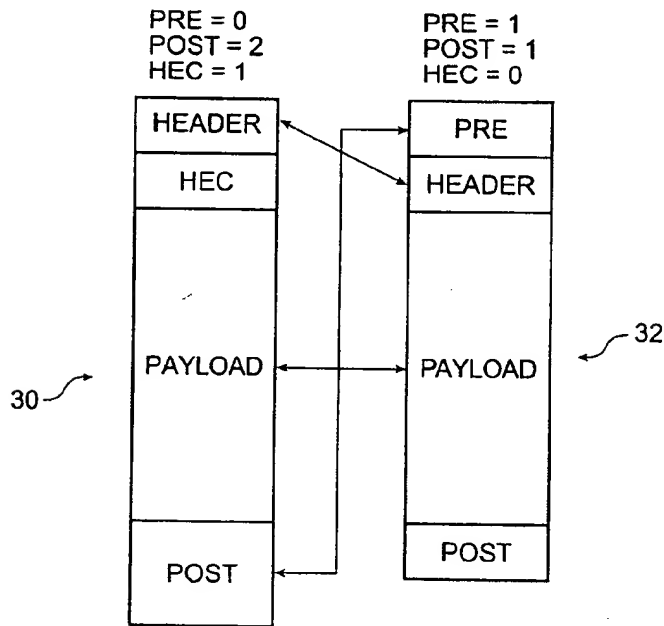 PRE = 0
POST = 2
HEC = 1
PRE = 1
POST = 1
HEC = 0
HEADER
HEC
PAYLOAD
POST
30
PRE
HEADER
PAYLOAD
POST
32